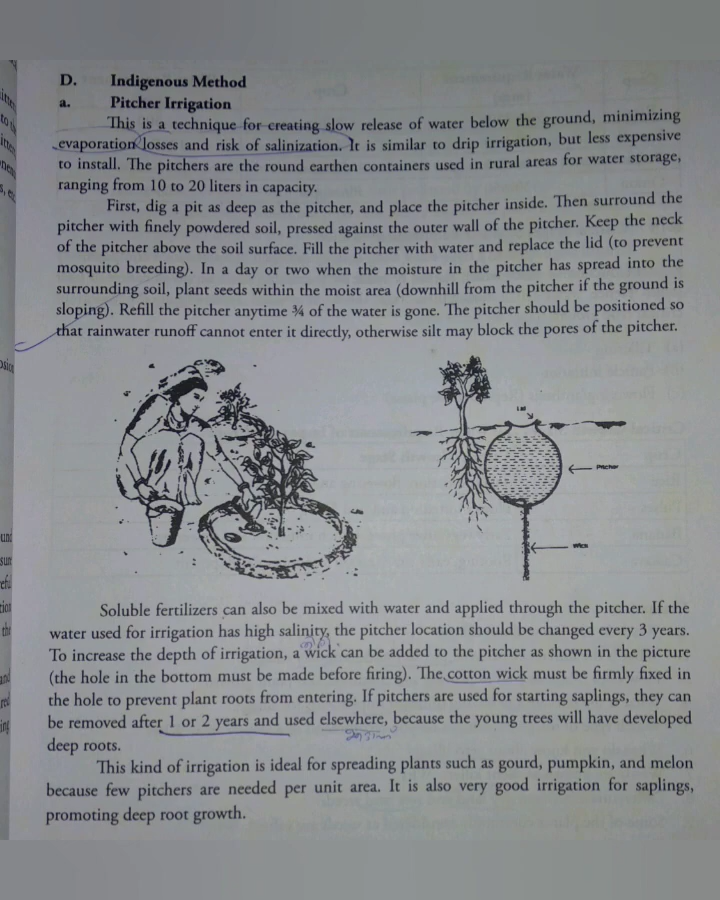 D. Indigenous Method
a. Pitcher Irrigation
This is a technique for creating slow release of water below the ground, minimizing
evaporation losses and risk of salinization. It is similar to drip irrigation, but less expensive
to install. The pitchers are the round earthen containers used in rural areas for water storage,
ranging from 10 to 20 liters in capacity.
First, dig a pit as deep as the pitcher, and place the pitcher inside. Then surround the
pitcher with finely powdered soil, pressed against the outer wall of the pitcher. Keep the neck
of the pitcher above the soil surface. Fill the pitcher with water and replace the lid (to prevent
mosquito breeding). In a day or two when the moisture in the pitcher has spread into the
surrounding soil, plant seeds within the moist area (downhill from the pitcher if the ground is
sloping). Refill the pitcher anytime ¾ of the water is gone. The pitcher should be positioned so
that rainwater runoff cannot enter it directly, otherwise silt may block the pores of the pitcher.
Lid
Pitcher
Wick
Soluble fertilizers can also be mixed with water and applied through the pitcher. If the
water used for irrigation has high salinity, the pitcher location should be changed every 3 years.
To increase the depth of irrigation, a wick can be added to the pitcher as shown in the picture
(the hole in the bottom must be made before firing). The cotton wick must be firmly fixed in
the hole to prevent plant roots from entering. If pitchers are used for starting saplings, they can
be removed after 1 or 2 years and used elsewhere, because the young trees will have developed
deep roots.
This kind of irrigation is ideal for spreading plants such as gourd, pumpkin, and melon
because few pitchers are needed per unit area. It is also very good irrigation for saplings,
promoting deep root growth.